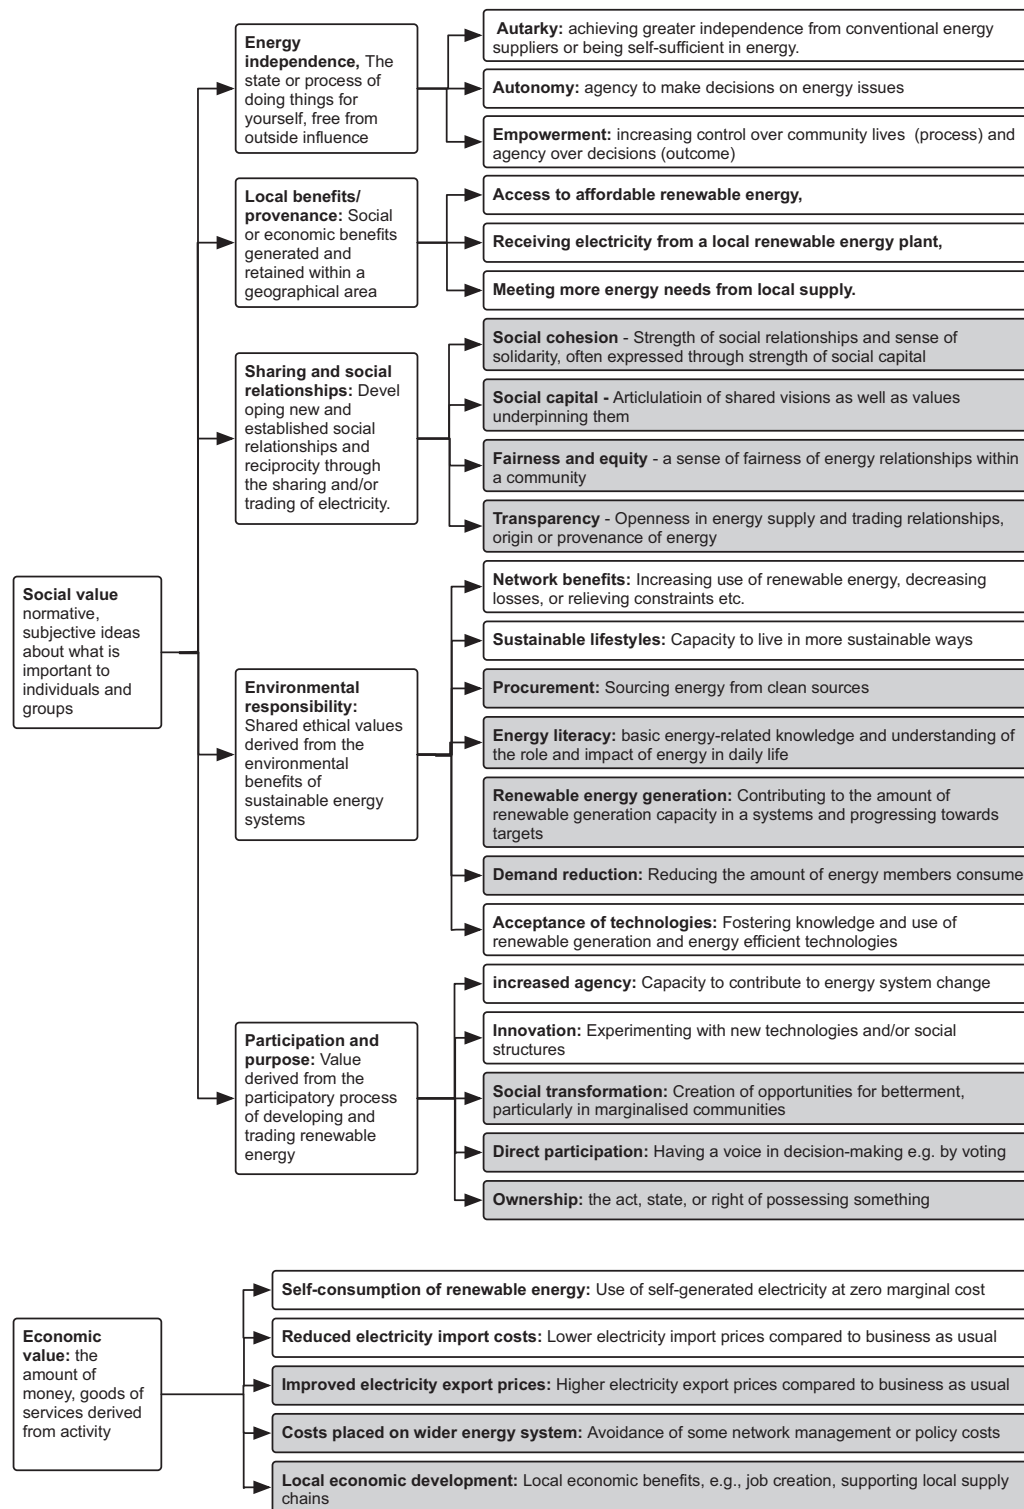 Energy
independence, The
state or process of
doing things for
yourself, free from
outside influence
Autarky: achieving greater independence from conventional energy
suppliers or being self-sufficient in energy.
Autonomy: agency to make decisions on energy issues
Empowerment: increasing control over community lives (process) and
agency over decisions (outcome)
Local benefits/
provenance: Social
or economic benefits
generated and
retained within a
geographical area
Access to affordable renewable energy,
Receiving electricity from a local renewable energy plant,
Meeting more energy needs from local supply.
Sharing and social
relationships: Devel
oping new and
established social
relationships and
reciprocity through
the sharing and/or
trading of electricity.
Social cohesion - Strength of social relationships and sense of
solidarity, often expressed through strength of social capital
Social capital - Articlulatioin of shared visions as well as values
underpinning them
Fairness and equity - a sense of fairness of energy relationships within
a community
Transparency - Openness in energy supply and trading relationships,
origin or provenance of energy
Social value
normative,
subjective ideas
about what is
important to
individuals and
groups
Environmental
responsibility:
Shared ethical values
derived from the
environmental
benefits of
sustainable energy
systems
Network benefits: Increasing use of renewable energy, decreasing
losses, or relieving constraints etc.
Sustainable lifestyles: Capacity to live in more sustainable ways
Procurement: Sourcing energy from clean sources
Energy literacy: basic energy-related knowledge and understanding of
the role and impact of energy in daily life
Renewable energy generation: Contributing to the amount of
renewable generation capacity in a systems and progressing towards
targets
Demand reduction: Reducing the amount of energy members consume
Acceptance of technologies: Fostering knowledge and use of
renewable generation and energy efficient technologies
Participation and
purpose: Value
derived from the
participatory process
of developing and
trading renewable
energy
increased agency: Capacity to contribute to energy system change
Innovation: Experimenting with new technologies and/or social
structures
Social transformation: Creation of opportunities for betterment,
particularly in marginalised communities
Direct participation: Having a voice in decision-making e.g. by voting
Ownership: the act, state, or right of possessing something
Economic
value: the
amount of
money, goods of
services derived
from activity
Self-consumption of renewable energy: Use of self-generated electricity at zero marginal cost
Reduced electricity import costs: Lower electricity import prices compared to business as usual
Improved electricity export prices: Higher electricity export prices compared to business as usual
Costs placed on wider energy system: Avoidance of some network management or policy costs
Local economic development: Local economic benefits, e.g., job creation, supporting local supply
chains